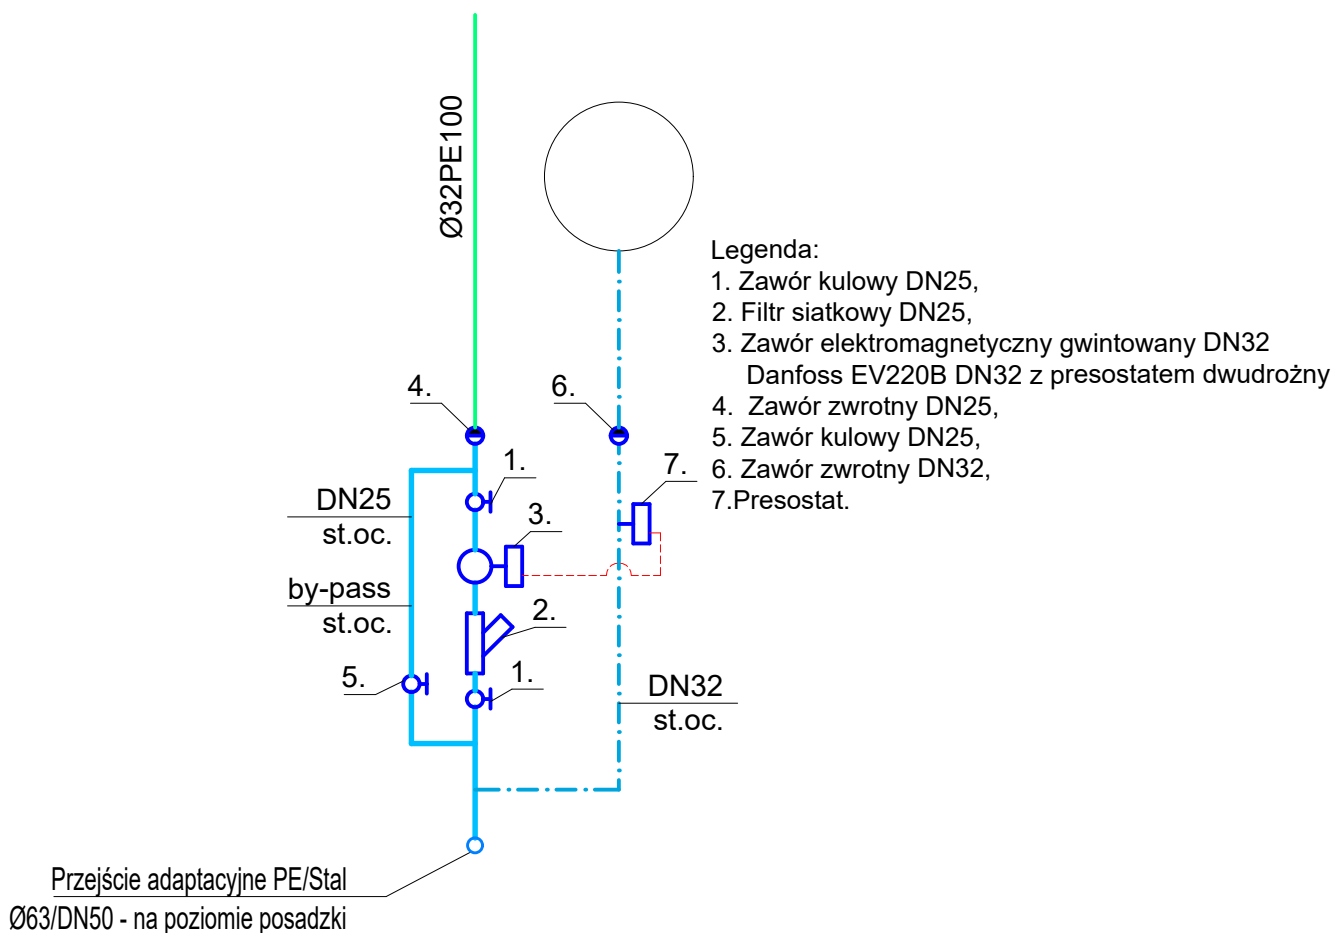 Ø32PE100
Legenda:
1. Zawór kulowy DN25,
2. Filtr siatkowy DN25,
3. Zawór elektromagnetyczny gwintowany DN32
Danfoss EV220B DN32 z presostatem dwudrożny
4. Zawór zwrotny DN25,
5. Zawór kulowy DN25,
6. Zawór zwrotny DN32,
7.Presostat.
4.
6.
1.
7.
DN25
st.oc.
3.
by-pass
st.oc.
2.
5.
1.
DN32
st.oc.
Przejście adaptacyjne PE/Stal
Ø63/DN50 - na poziomie posadzki